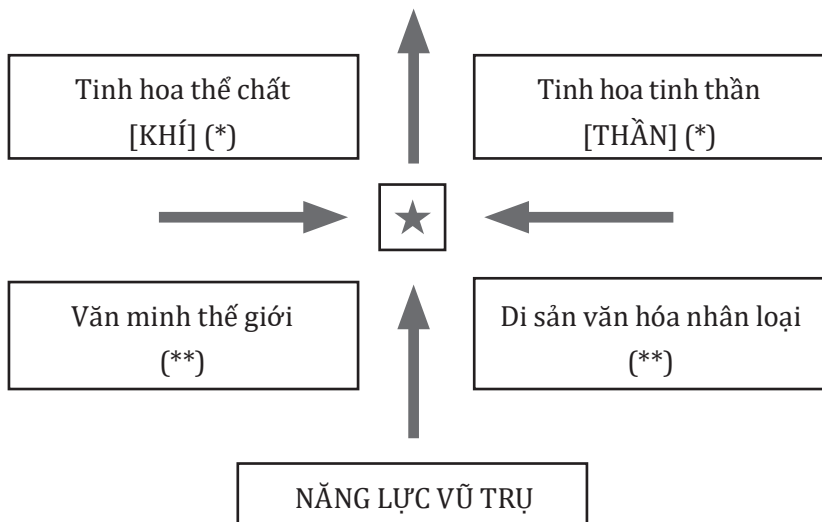 Tinh hoa thể chất
[KHÍ] (*)
Tinh hoa tinh thần
[THẦN] (*)
Văn minh thế giới
(**)
Di sản văn hóa nhân loại
(**)
NĂNG LỰC VŨ TRỤ